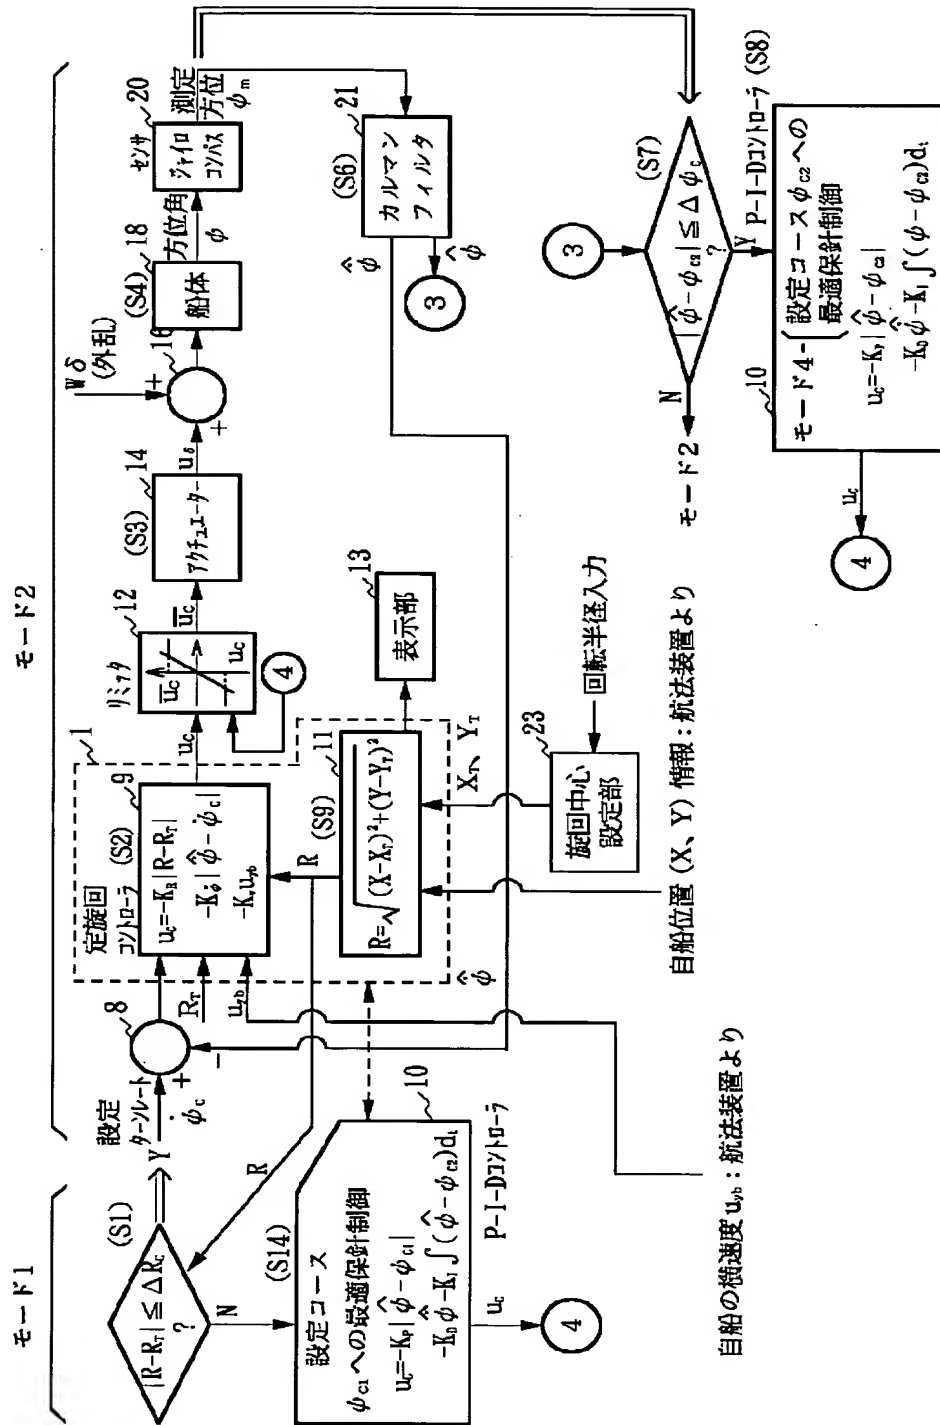 モード1
モード2
(S1)
|R-R_T|≦ΔR_C
?
Y
N
設定
ターンレート
φ̇_C
8
+
-
R_T
u_yb
定旋回
コントローラ
(S2)
9
u_C=-K_R|R-R_T|
-K_φ̇|φ̂-φ̇_C|
-K_v u_yb
1
u_C
リミッタ
12
u̅_C
u_C
4
u̅_C
(S3)
14
アクチュエーター
u_δ
Wδ
(外乱)
+
+
16
(S4)
18
船体
方位角
φ
センサ
20
ジャイロ
コンパス
測定
方位
φ_m
(S6)
21
カルマン
フィルタ
φ̂
φ̂
3
R
R
(S9)
11
R=√(X-X_T)²+(Y-Y_T)²
13
表示部
X_T、Y_T
23
旋回中心
設定部
回転半径入力
φ̂
自船位置(X、Y)情報:航法装置より
自船の横速度u_yb:航法装置より
(S14)
10
設定コース
φ_C1への最適保針制御
u_C=-K_P|φ̂-φ_C1|
-K_D φ̂-K_I∫(φ̂-φ_C2)d_t
P-I-Dコントローラ
u_C
4
3
(S7)
|φ̂-φ_C2|≦Δφ_C
?
N
モード2
Y
P-I-Dコントローラ(S8)
10
モード4-
設定コースφ_C2への
最適保針制御
u_C=-K_P|φ̂-φ_C2|
-K_D φ̂-K_I∫(φ-φ_C2)d_t
u_C
4